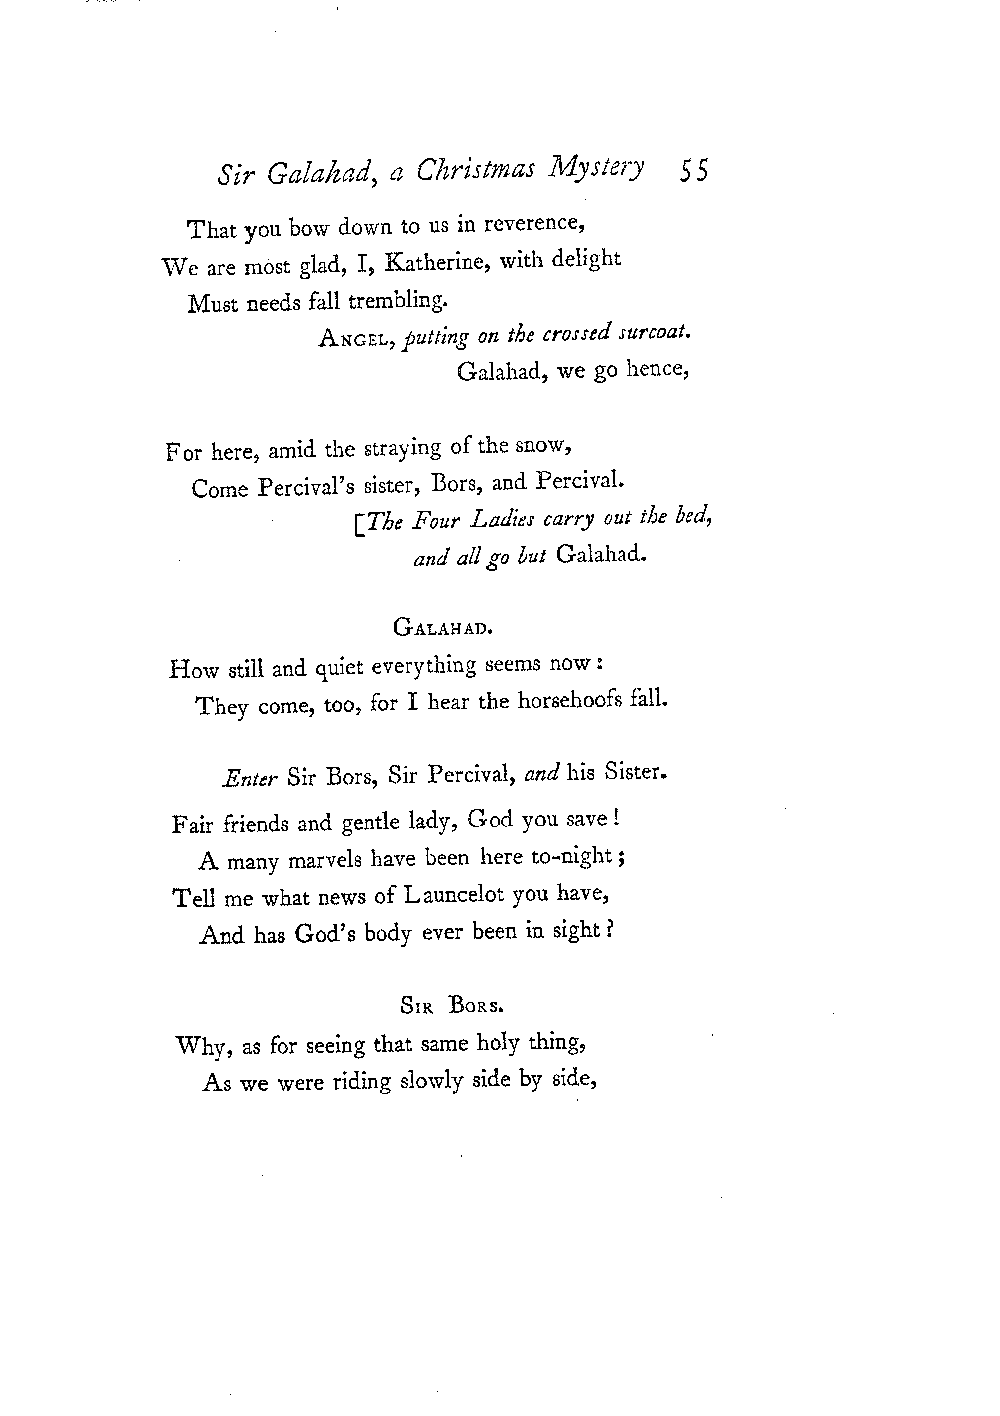 Sir Galahad, a Christmas Mystery 55
That you bow down to us in reverence,
We are most glad, I, Katherine, with delight
Must needs fall trembling.
ANGEL, putting on the crossed surcoat.
Galahad, we go hence,
For here, amid the straying of the snow,
Come Percival's sister, Bors, and Percival.
[The Four Ladies carry out the bed,
and all go but Galahad.
GALAHAD.
How still and quiet everything seems now:
They come, too, for I hear the horsehoofs fall.
Enter Sir Bors, Sir Percival, and his Sister.
Fair friends and gentle lady, God you save!
A many marvels have been here to-night;
Tell me what news of Launcelot you have,
And has God's body ever been in sight?
SIR BORS.
Why, as for seeing that same holy thing,
As we were riding slowly side by side,